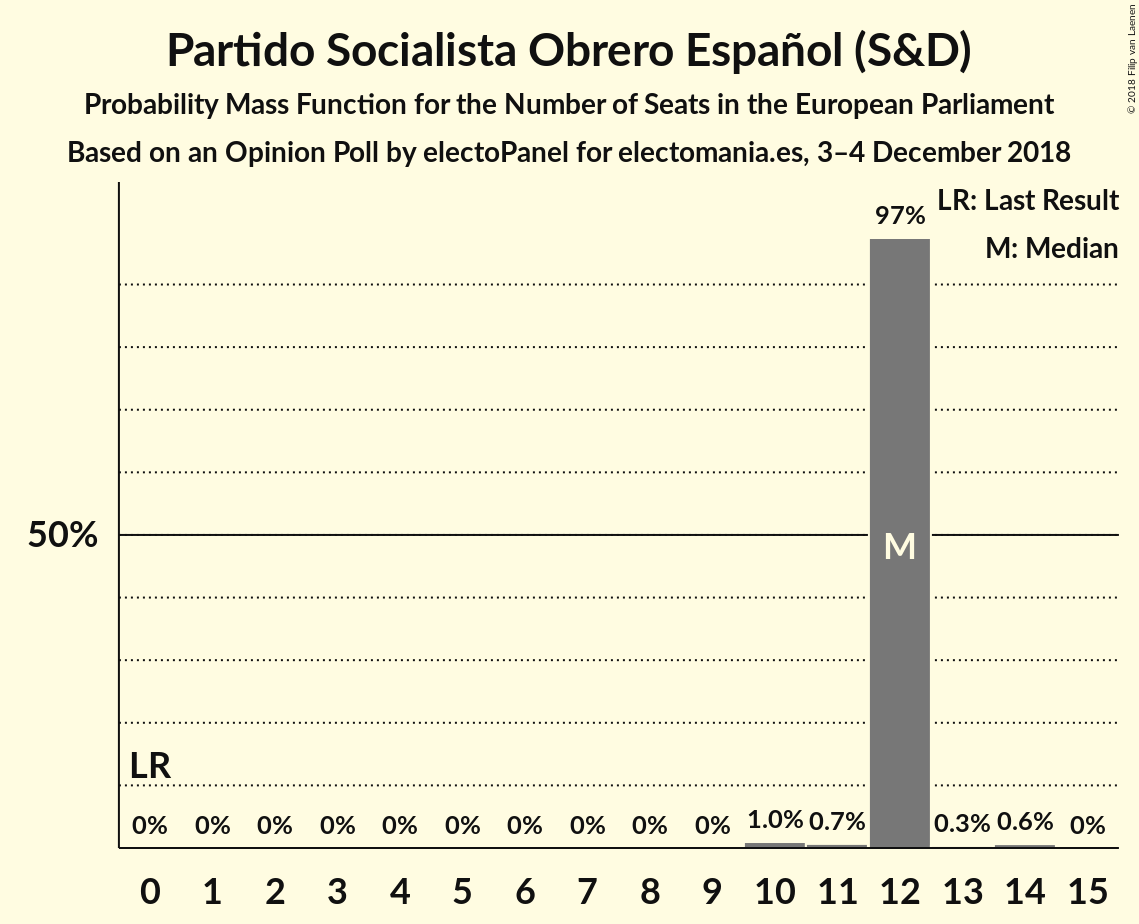 Partido Socialista Obrero Español (S&D)
Probability Mass Function for the Number of Seats in the European Parliament
Based on an Opinion Poll by electoPanel for electomania.es, 3–4 December 2018
© 2018 Filip van Laenen
LR: Last Result
M: Median
97%
50%
M
LR
0% 0% 0% 0% 0% 0% 0% 0% 0% 0% 1.0% 0.7% 0.3% 0.6% 0%
0 1 2 3 4 5 6 7 8 9 10 11 12 13 14 15